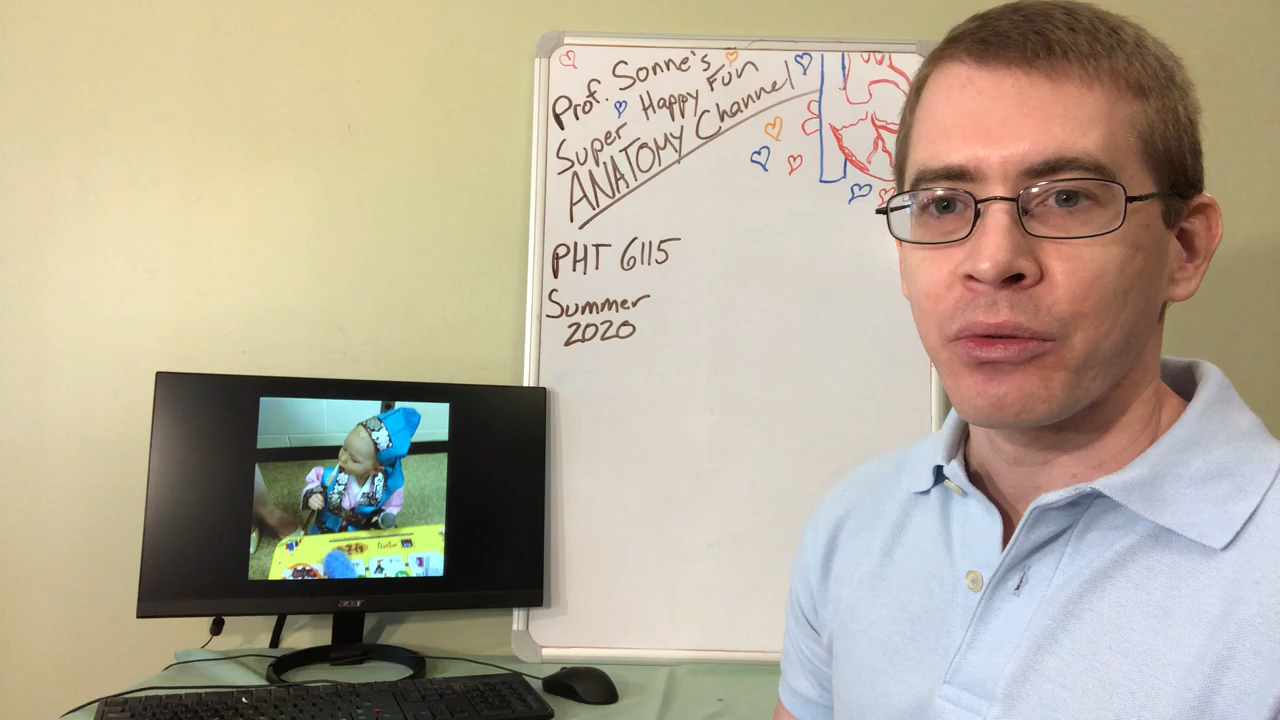 Prof. Sonne's
Super Happy Fun
ANATOMY Channel
PHT 6115
Summer
2020
acer